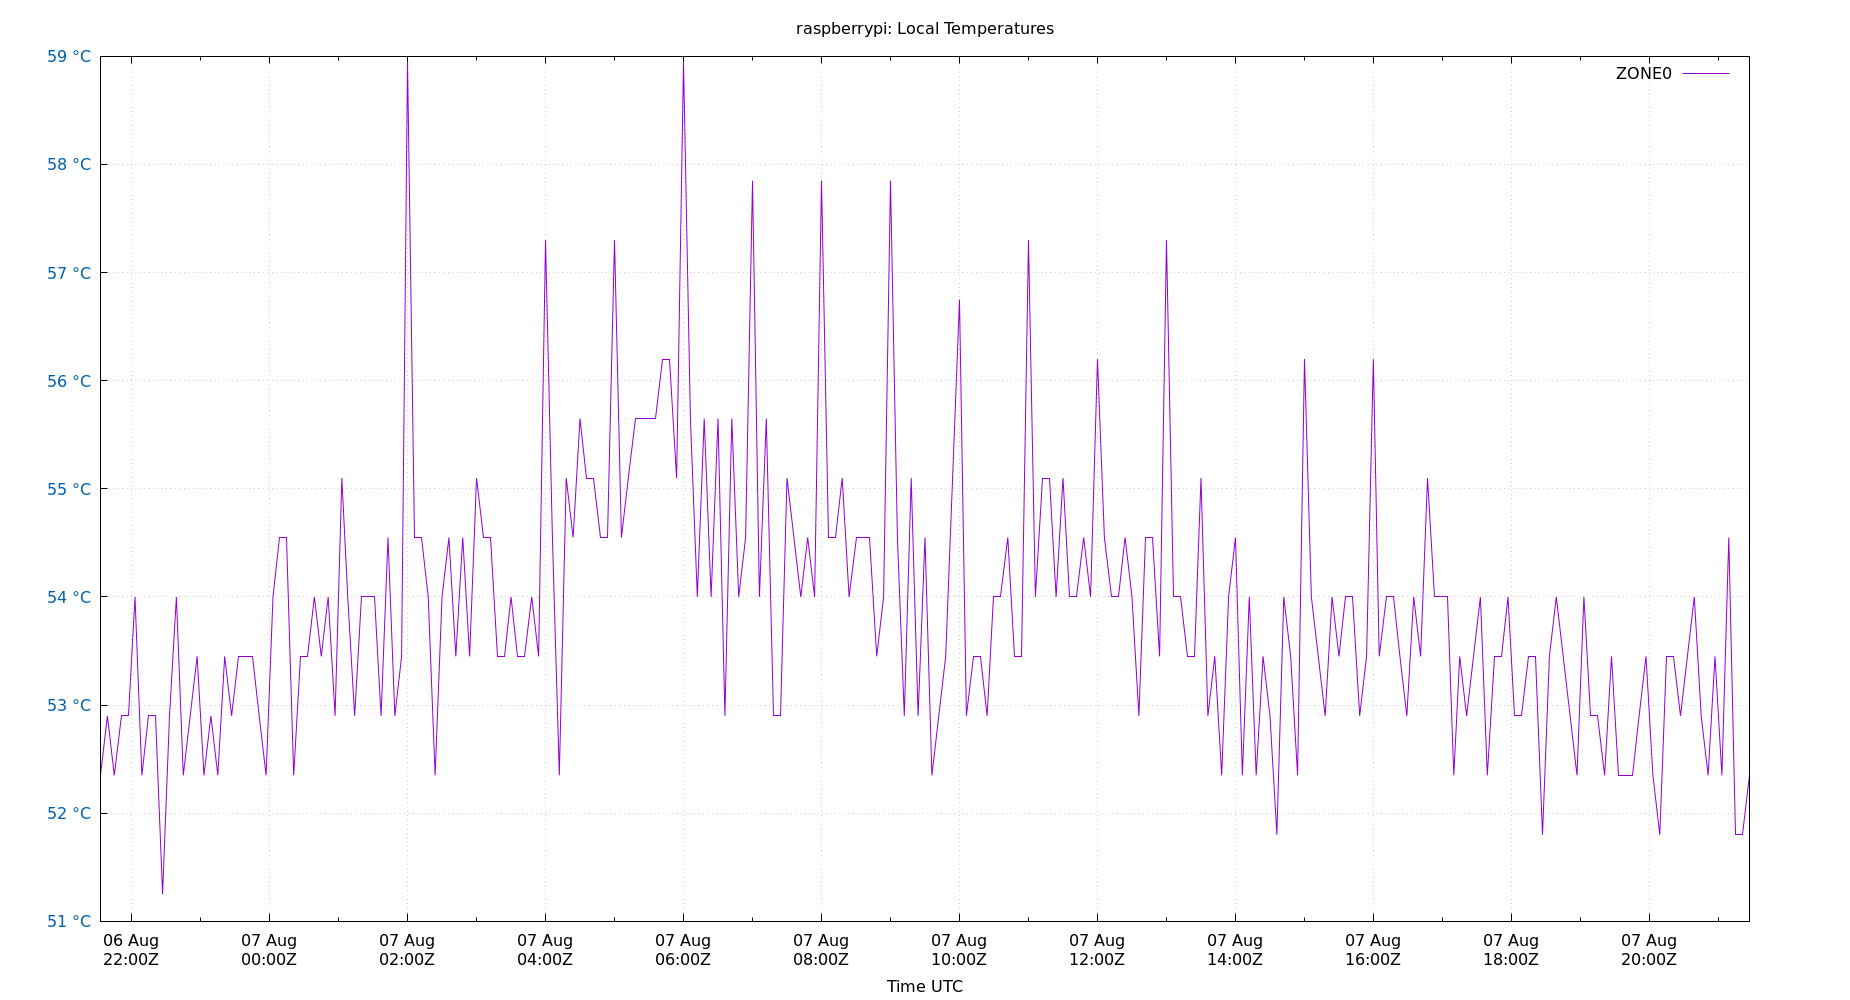 raspberrypi: Local Temperatures
59 °C
ZONE0
58 °C
57 °C
56 °C
55 °C
54 °C
53 °C
52 °C
51 °C
06 Aug 07 Aug 07 Aug 07 Aug 07 Aug 07 Aug 07 Aug 07 Aug 07 Aug 07 Aug 07 Aug 07 Aug
22:00Z 00:00Z 02:00Z 04:00Z 06:00Z 08:00Z 10:00Z 12:00Z 14:00Z 16:00Z 18:00Z 20:00Z
Time UTC